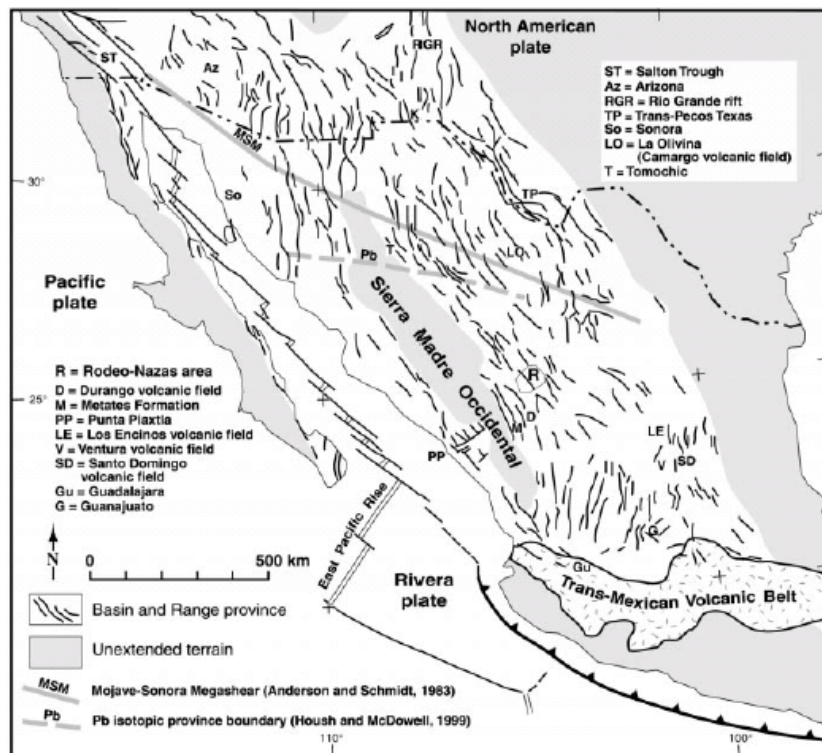 North American
plate
ST = Salton Trough
Az = Arizona
RGR = Rio Grande rift
TP = Trans-Pecos Texas
So = Sonora
LO = La Olivina
(Camargo volcanic field)
T = Tomochic
ST
Az
RGR
MSM
30°
So
TP
T
Pb
LO
Pacific
plate
Sierra Madre Occidental
R
R = Rodeo-Nazas area
D = Durango volcanic field
M = Metates Formation
PP = Punta Plaxtla
LE = Los Encinos volcanic field
V = Ventura volcanic field
SD = Santo Domingo
volcanic field
Gu = Guadalajara
G = Guanajuato
25°
M
D
PP
LE
V
SD
G
N
0
500 km
East Pacific Rise
Rivera
plate
Gu
Trans-Mexican Volcanic Belt
Basin and Range province
Unextended terrain
MSM
Mojave-Sonora Megashear (Anderson and Schmidt, 1983)
Pb
Pb isotopic province boundary (Housh and McDowell, 1999)
110°
100°